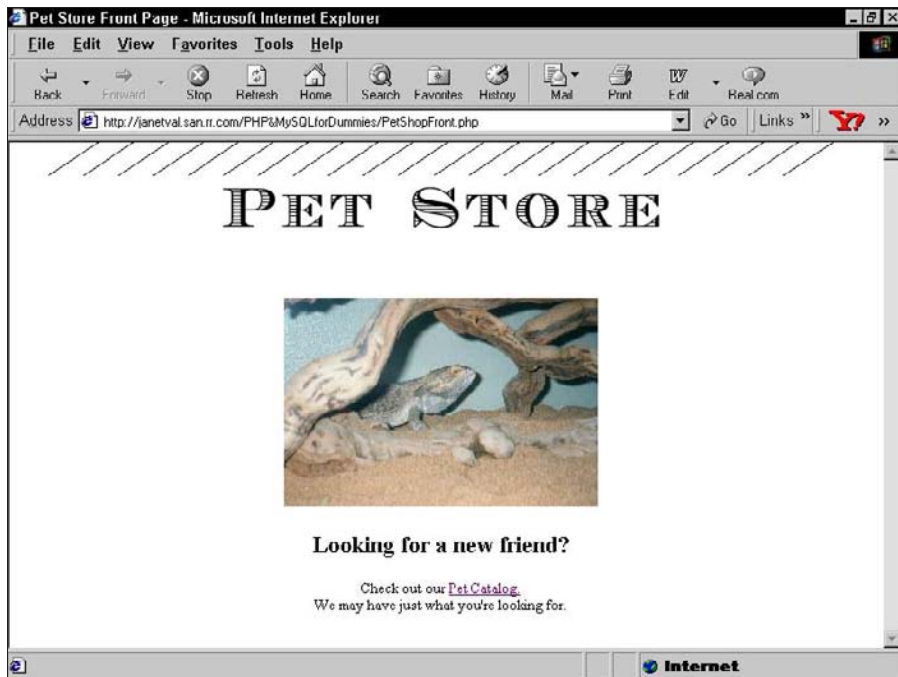 Pet Store Front Page - Microsoft Internet Explorer
File Edit View Favorites Tools Help
Back Forward Stop Refresh Home Search Favorites History Mail Print Edit Real.com
Address http://janetval.san.rr.com/PHP&MySQLforDummies/PetShopFront.php Go Links » Y! »
PET STORE
Looking for a new friend?
Check out our Pet Catalog.
We may have just what you're looking for.
Internet